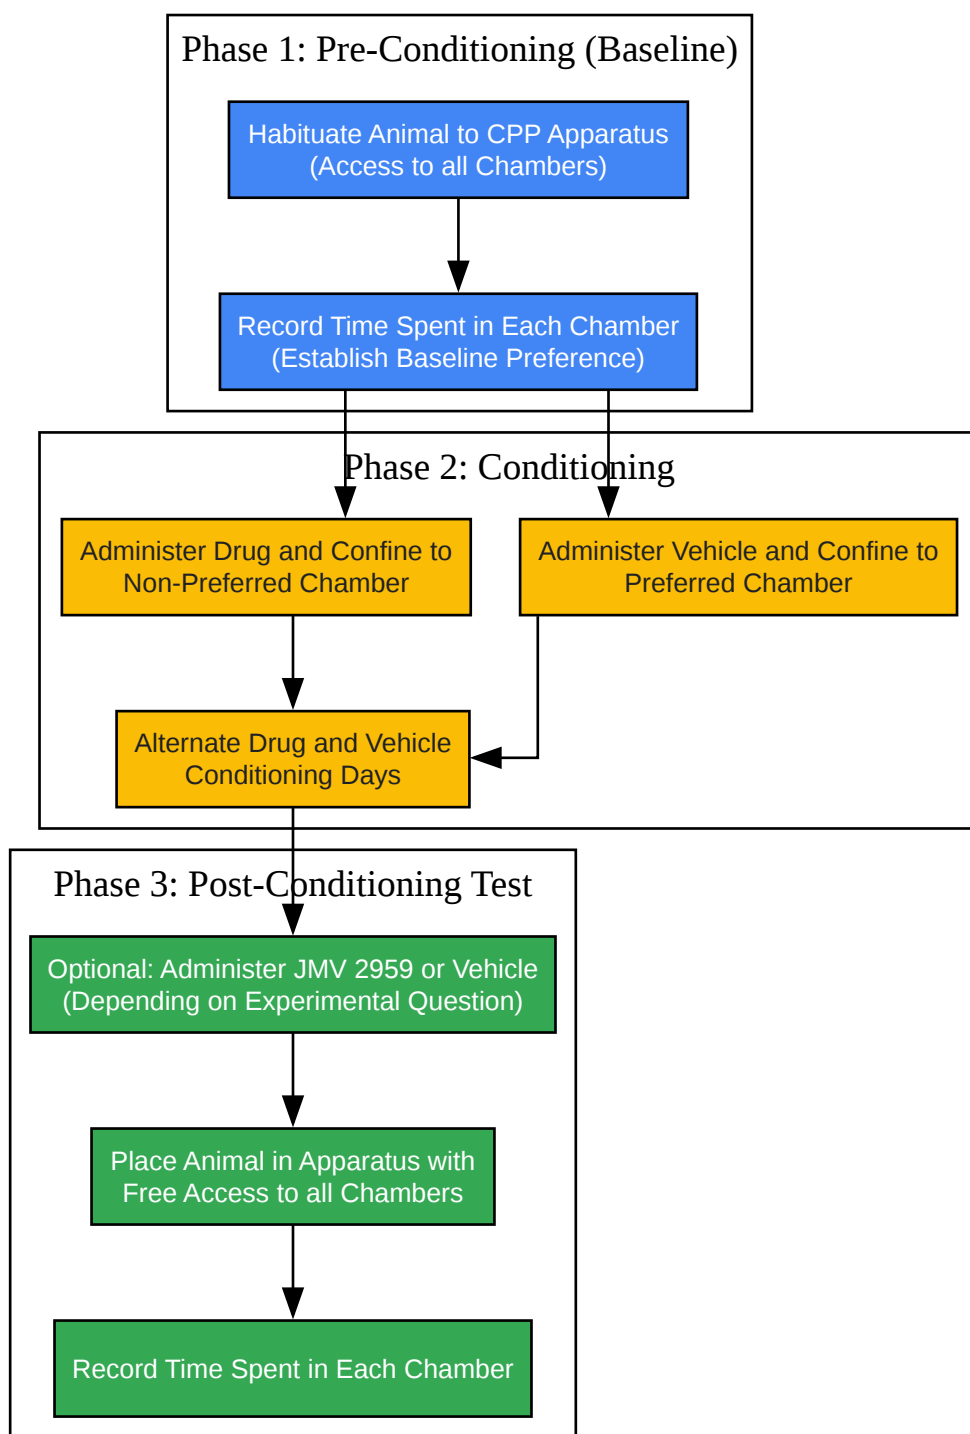 Phase 1: Pre-Conditioning (Baseline)
Habituate Animal to CPP Apparatus
(Access to all Chambers)
Record Time Spent in Each Chamber
(Establish Baseline Preference)
Phase 2: Conditioning
Administer Drug and Confine to
Non-Preferred Chamber
Administer Vehicle and Confine to
Preferred Chamber
Alternate Drug and Vehicle
Conditioning Days
Phase 3: Post-Conditioning Test
Optional: Administer JMV 2959 or Vehicle
(Depending on Experimental Question)
Place Animal in Apparatus with
Free Access to all Chambers
Record Time Spent in Each Chamber